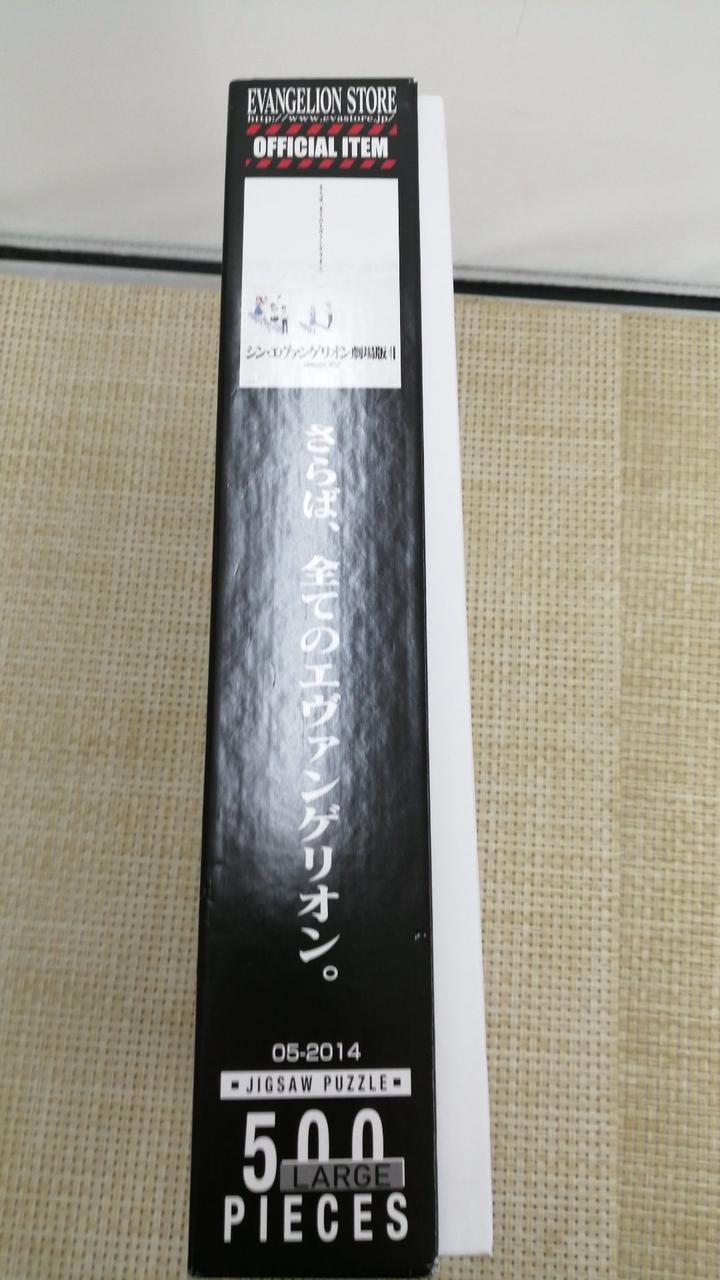 EVANGELION STORE
http://www.evastore.jp/
OFFICIAL ITEM
シン・エヴァンゲリオン劇場版𝄇
さらば、全てのエヴァンゲリオン。
05-2014
JIGSAW PUZZLE
500
LARGE
PIECES